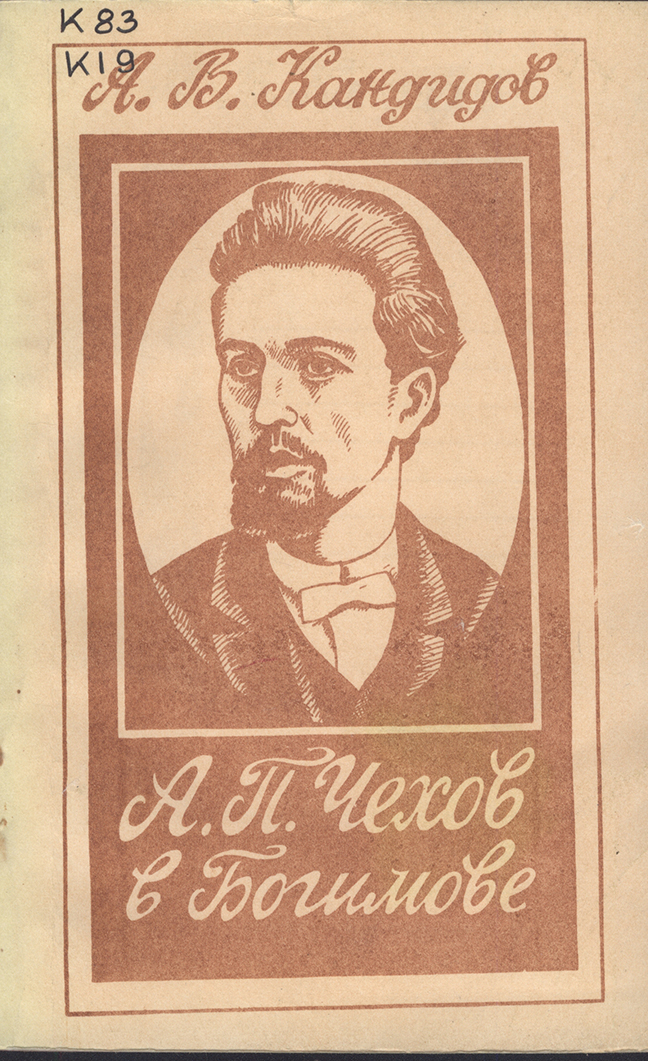 К 83
К19
А. В. Кандидов
А. П. Чехов
в Богимове